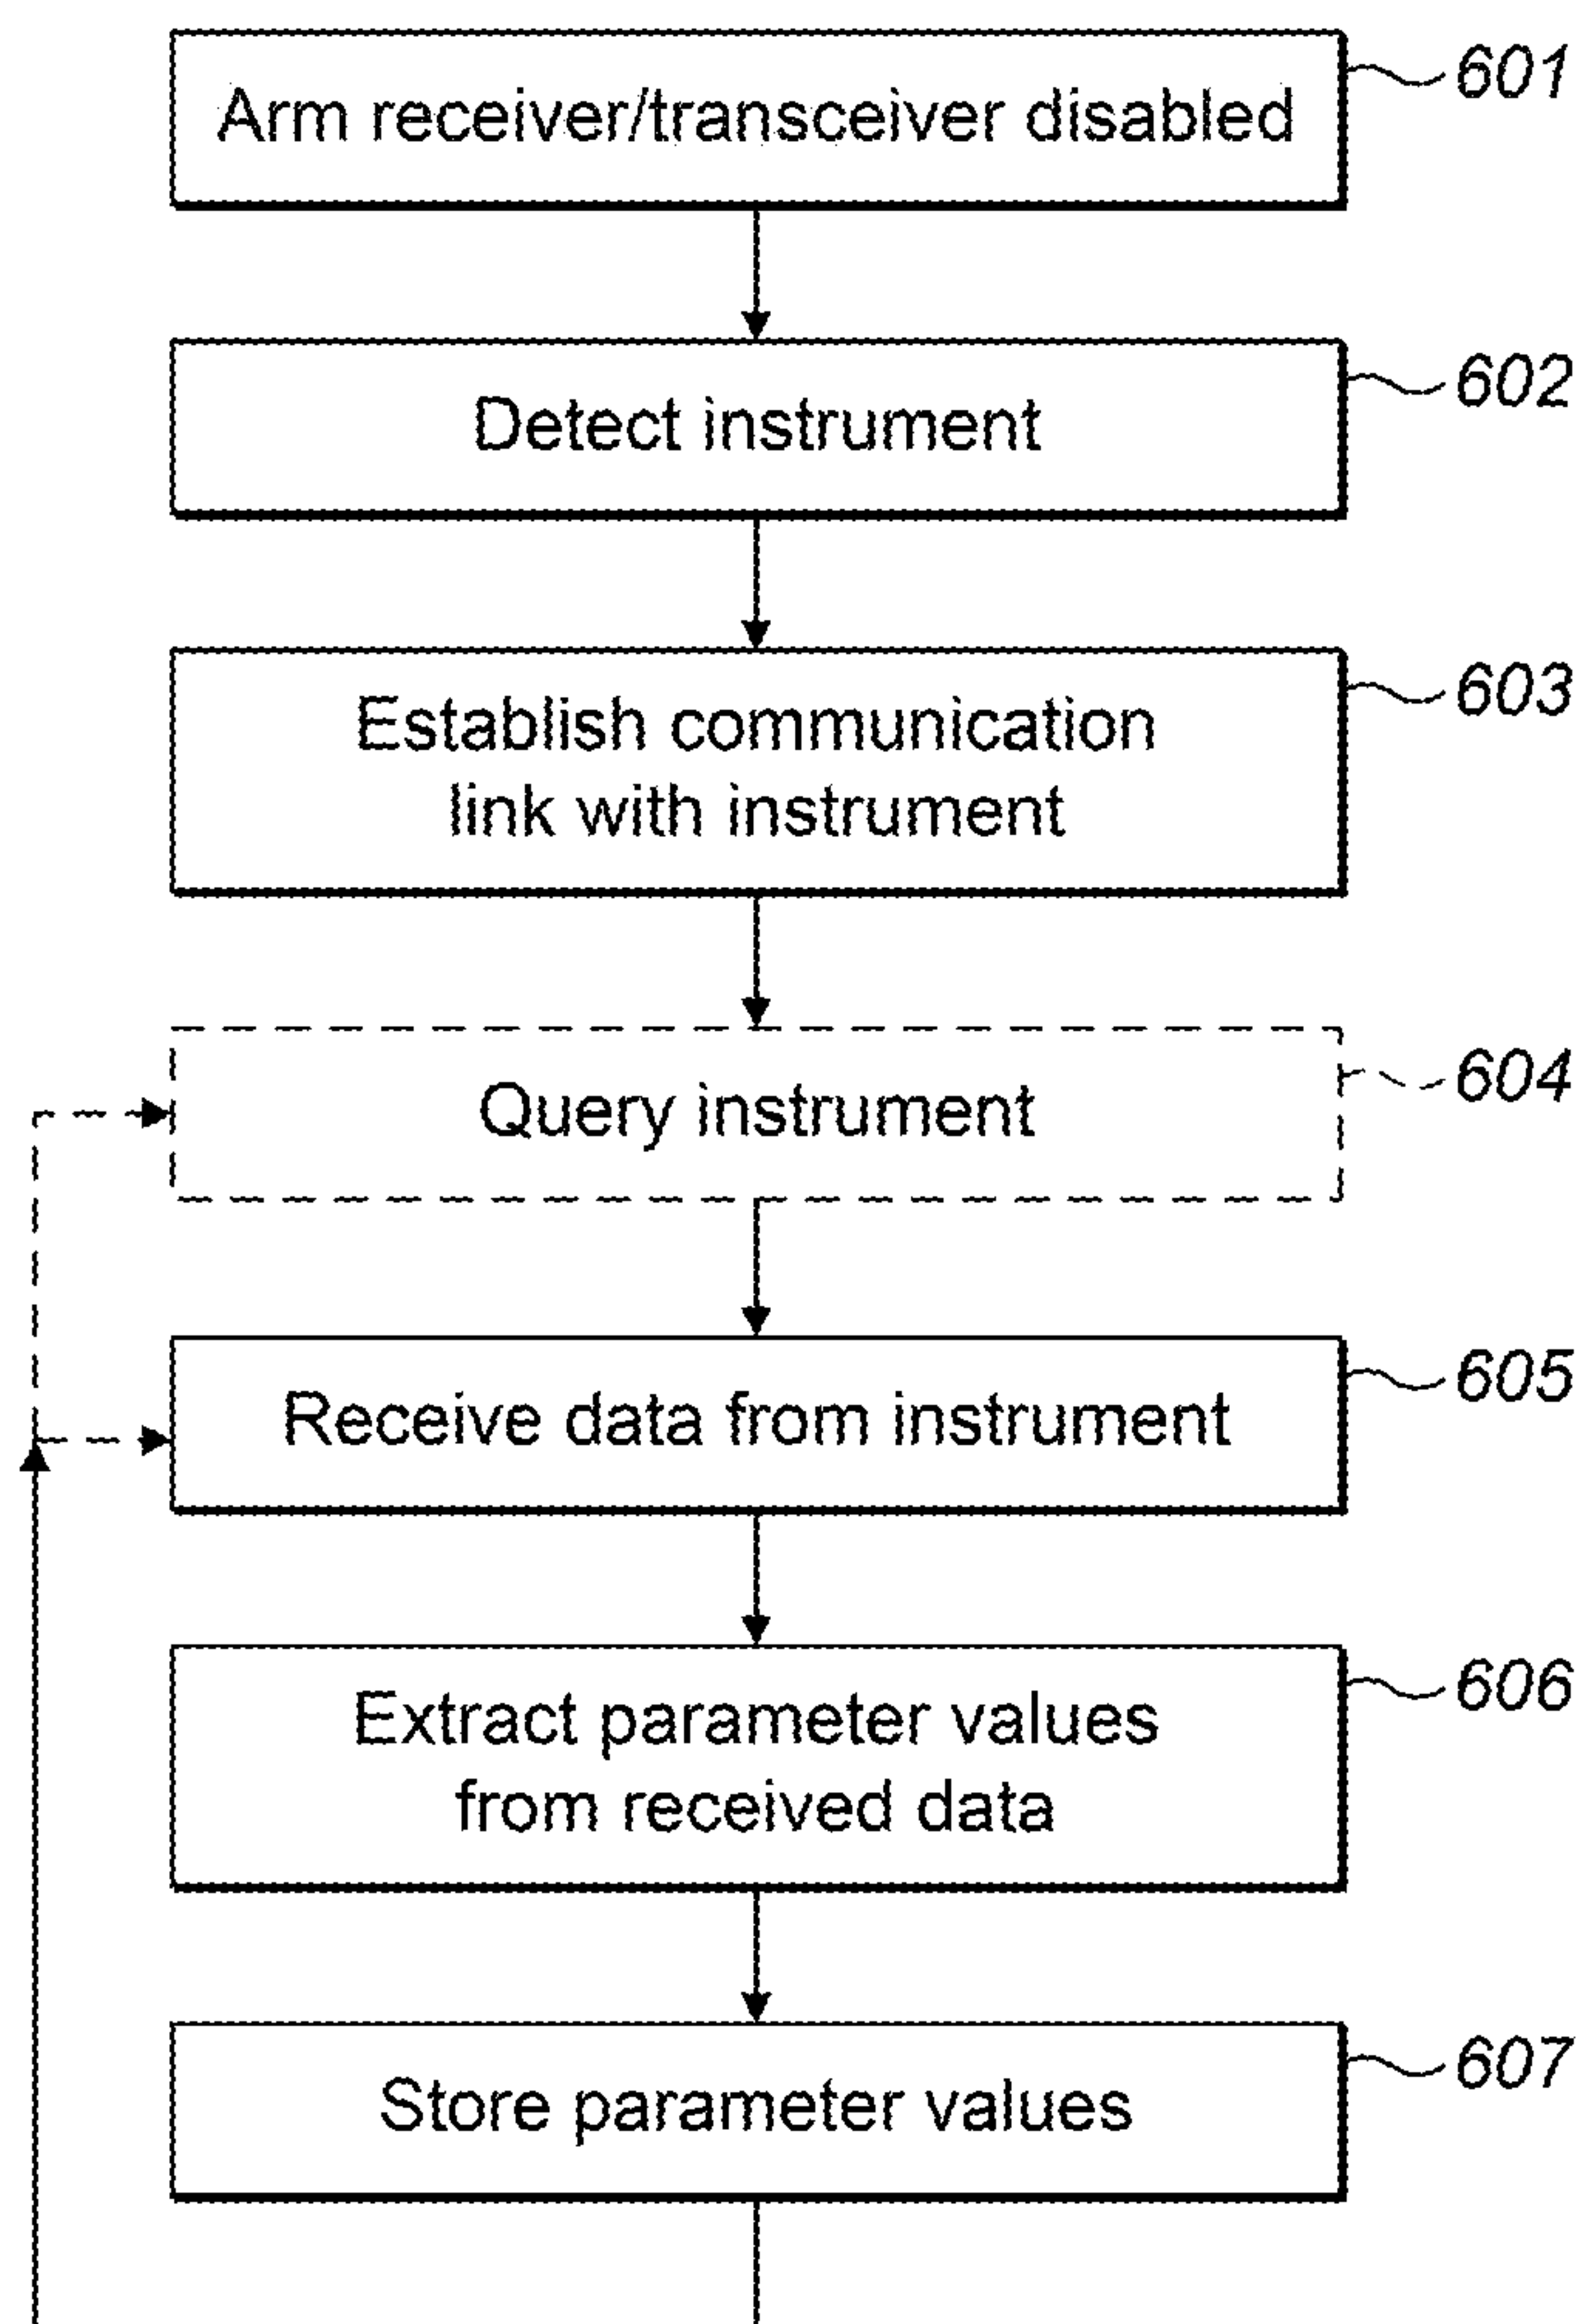 Arm receiver/transceiver disabled
601
Detect instrument
602
Establish communication
link with instrument
603
Query instrument
604
Receive data from instrument
605
Extract parameter values
from received data
606
Store parameter values
607